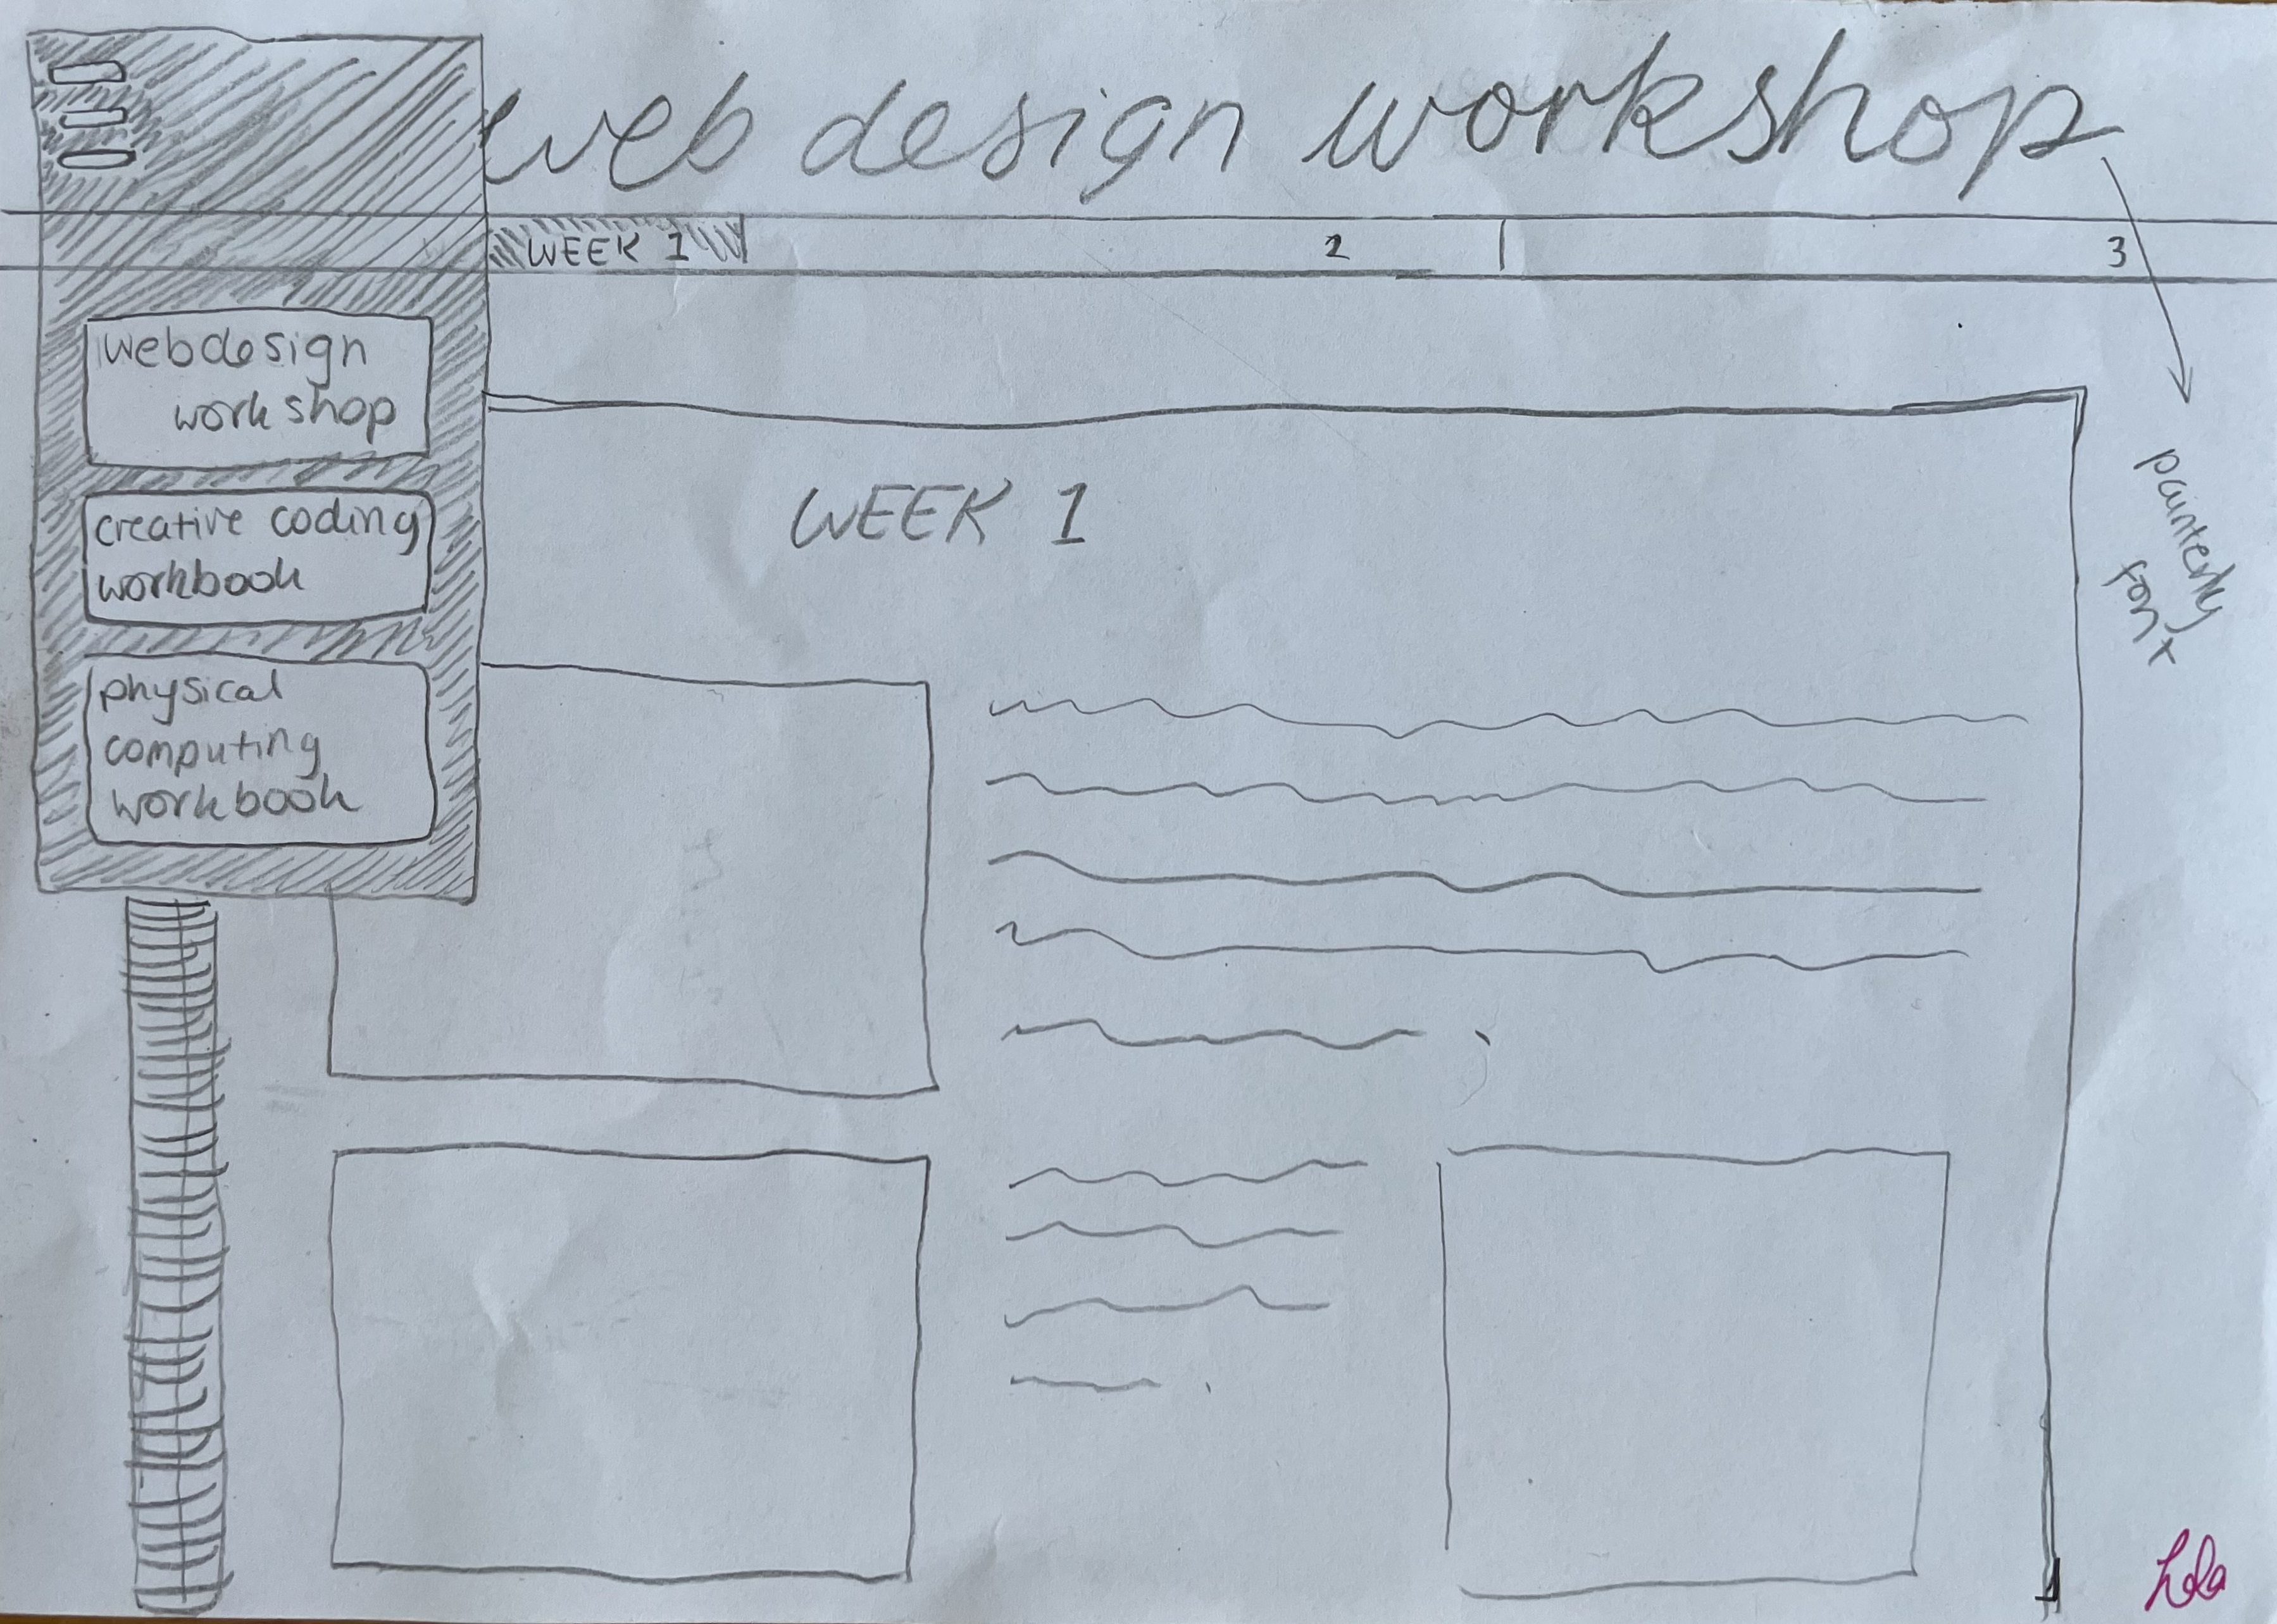 web design workshop
WEEK 1
2
3
webdesign
workshop
creative coding
workbook
physical
computing
workbook
WEEK 1
painterly
font
Lola